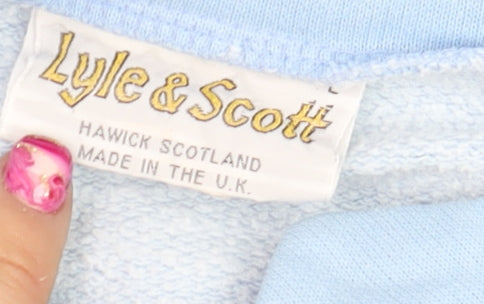 Lyle & Scott
HAWICK SCOTLAND
MADE IN THE U.K.
L